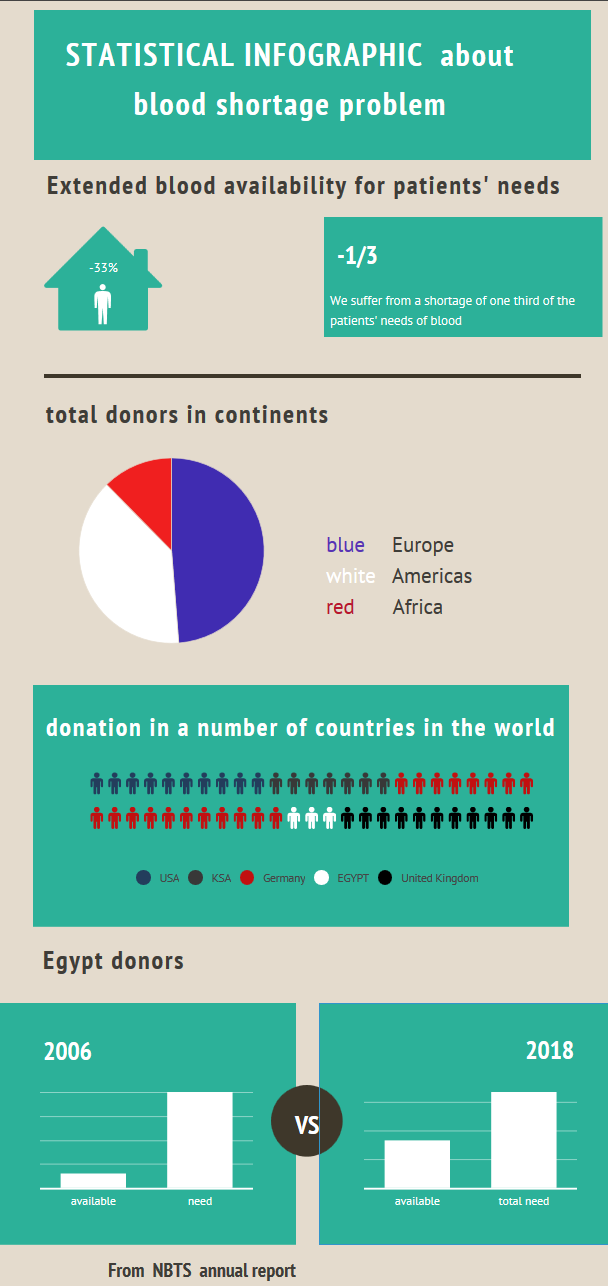 STATISTICAL INFOGRAPHIC about
blood shortage problem
Extended blood availability for patients' needs
-33%
-1/3
We suffer from a shortage of one third of the
patients' needs of blood
total donors in continents
blue Europe
white Americas
red Africa
donation in a number of countries in the world
USA KSA Germany EGYPT United Kingdom
Egypt donors
2006
2018
VS
available need
available total need
From NBTS annual report